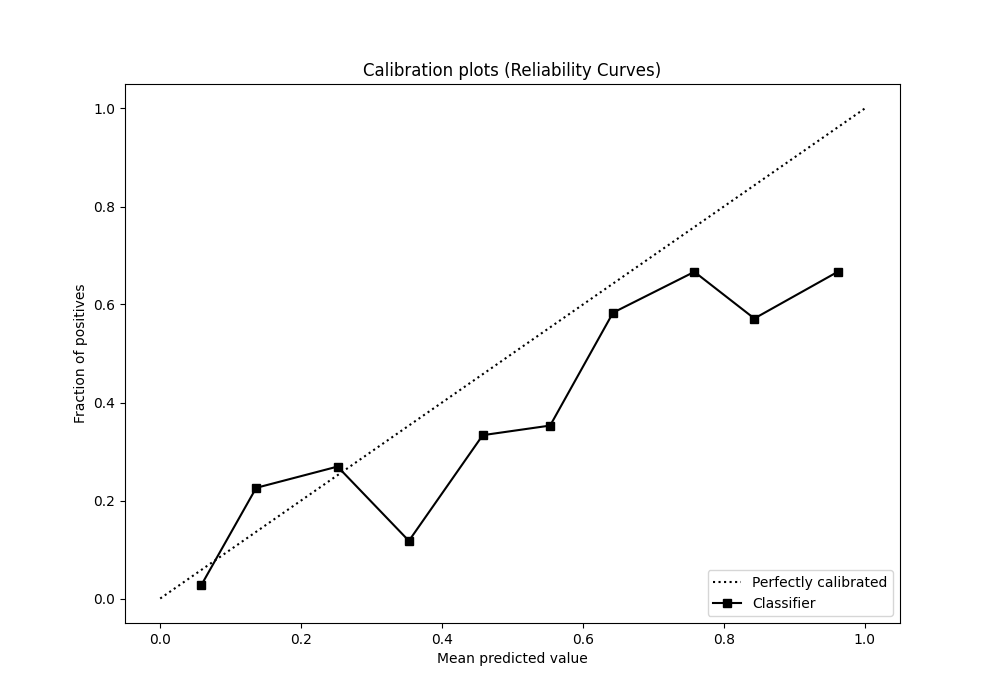 Calibration plots (Reliability Curves)
1.0
0.8
0.6
0.4
0.2
0.0
Fraction of positives
0.0 0.2 0.4 0.6 0.8 1.0
Mean predicted value
Perfectly calibrated
Classifier